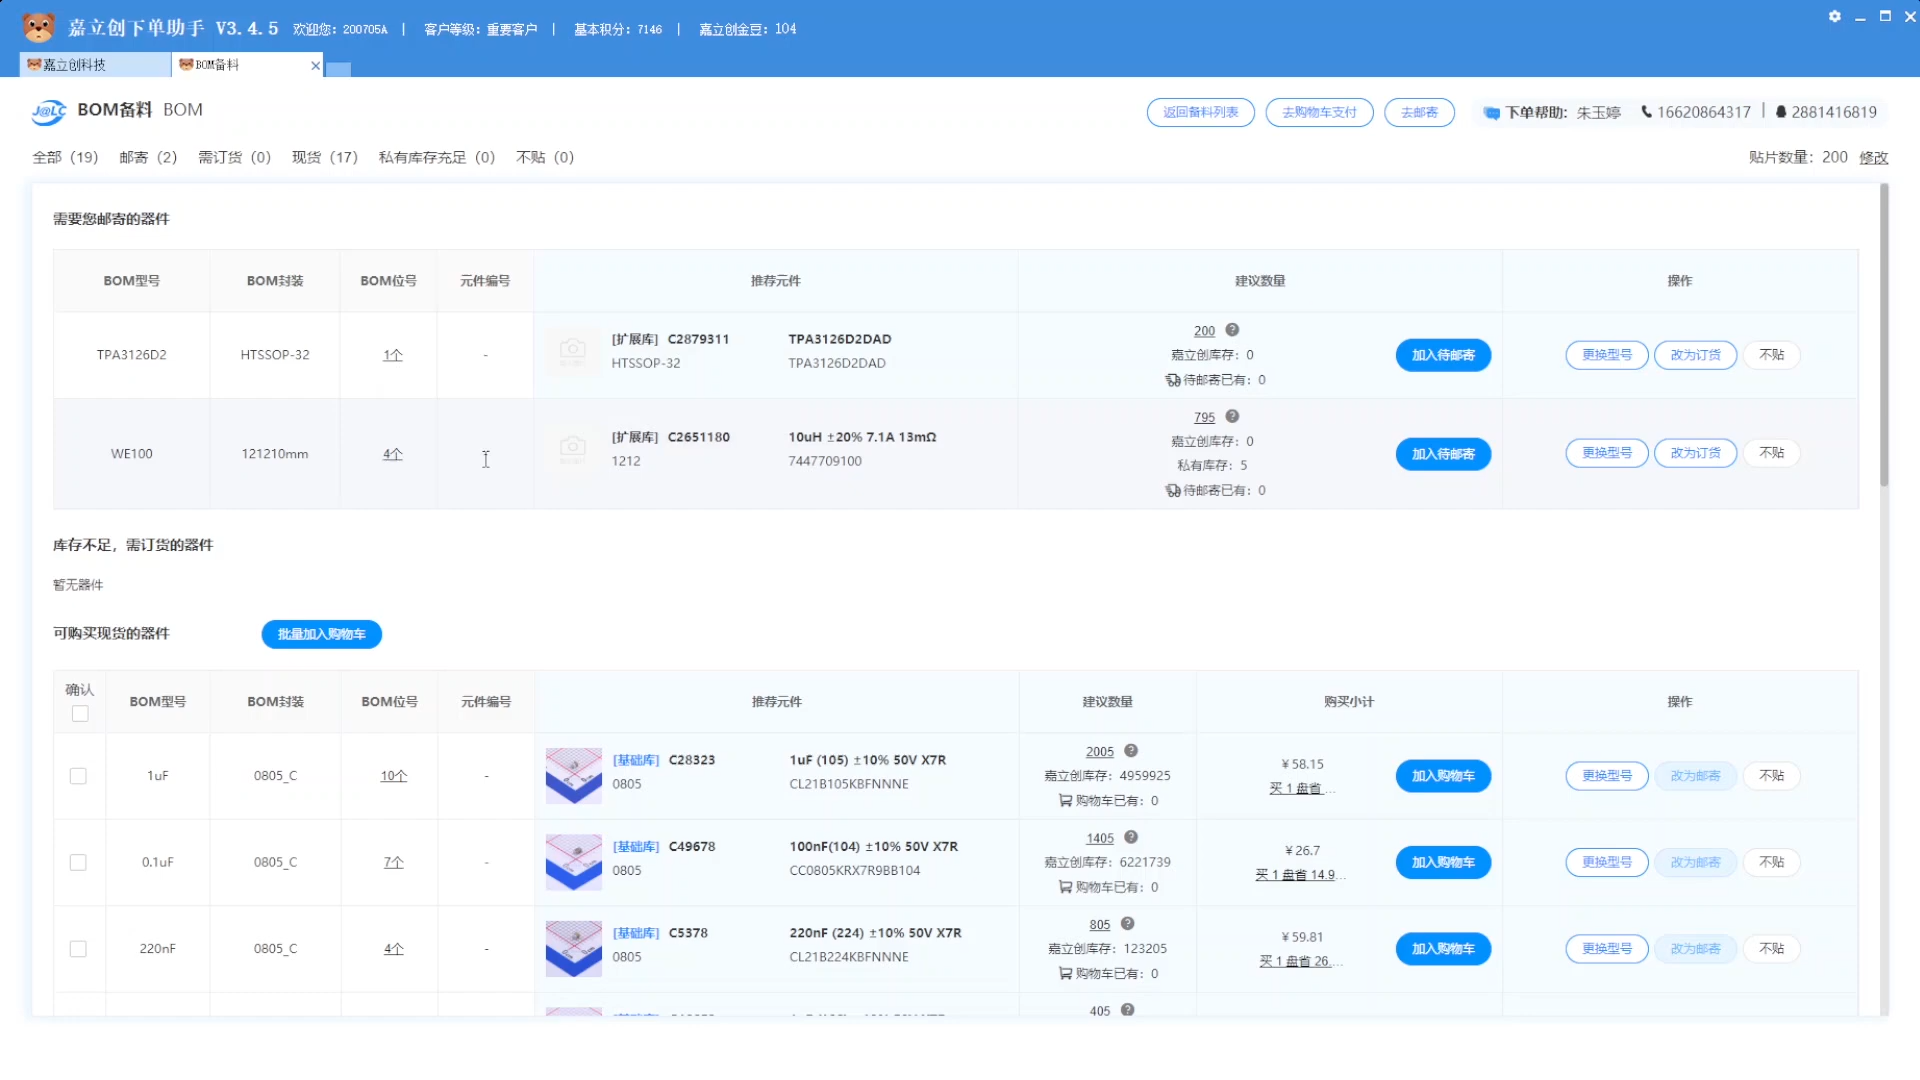 嘉立创下单助手 V3.4.5 欢迎您：200705A | 客户等级：重要客户 | 基本积分：7146 | 嘉立创金豆：104
嘉立创科技 BOM备料
J@LC BOM备料 BOM 返回备料列表 去购物车支付 去邮寄 下单帮助：朱玉婷 16620864317 | 2881416819
全部（19） 邮寄（2） 需订货（0） 现货（17） 私有库存充足（0） 不贴（0） 贴片数量：200 修改
需要您邮寄的器件
BOM型号 BOM封装 BOM位号 元件编号 推荐元件 建议数量 操作
TPA3126D2 HTSSOP-32 1个 - [扩展库] C2879311 TPA3126D2DAD 200 加入待邮寄 更换型号 改为订货 不贴
HTSSOP-32 TPA3126D2DAD 嘉立创库存：0
待邮寄已有：0
WE100 121210mm 4个 [扩展库] C2651180 10uH ±20% 7.1A 13mΩ 795 加入待邮寄 更换型号 改为订货 不贴
1212 7447709100 嘉立创库存：0
私有库存：5
待邮寄已有：0
库存不足，需订货的器件
暂无器件
可购买现货的器件 批量加入购物车
确认 BOM型号 BOM封装 BOM位号 元件编号 推荐元件 建议数量 购买小计 操作
1uF 0805_C 10个 - [基础库] C28323 1uF (105) ±10% 50V X7R 2005 ￥58.15 加入购物车 更换型号 改为邮寄 不贴
0805 CL21B105KBFNNNE 嘉立创库存：4959925 买 1 盘省 ...
购物车已有：0
0.1uF 0805_C 7个 - [基础库] C49678 100nF(104) ±10% 50V X7R 1405 ￥26.7 加入购物车 更换型号 改为邮寄 不贴
0805 CC0805KRX7R9BB104 嘉立创库存：6221739 买 1 盘省 14.9...
购物车已有：0
220nF 0805_C 4个 - [基础库] C5378 220nF (224) ±10% 50V X7R 805 ￥59.81 加入购物车 更换型号 改为邮寄 不贴
0805 CL21B224KBFNNNE 嘉立创库存：123205 买 1 盘省 26....
购物车已有：0
405